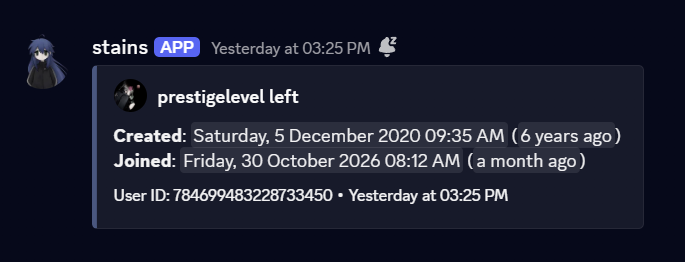 stains APP Yesterday at 03:25 PM
prestigelevel left
Created: Saturday, 5 December 2020 09:35 AM (6 years ago)
Joined: Friday, 30 October 2026 08:12 AM (a month ago)
User ID: 784699483228733450 • Yesterday at 03:25 PM